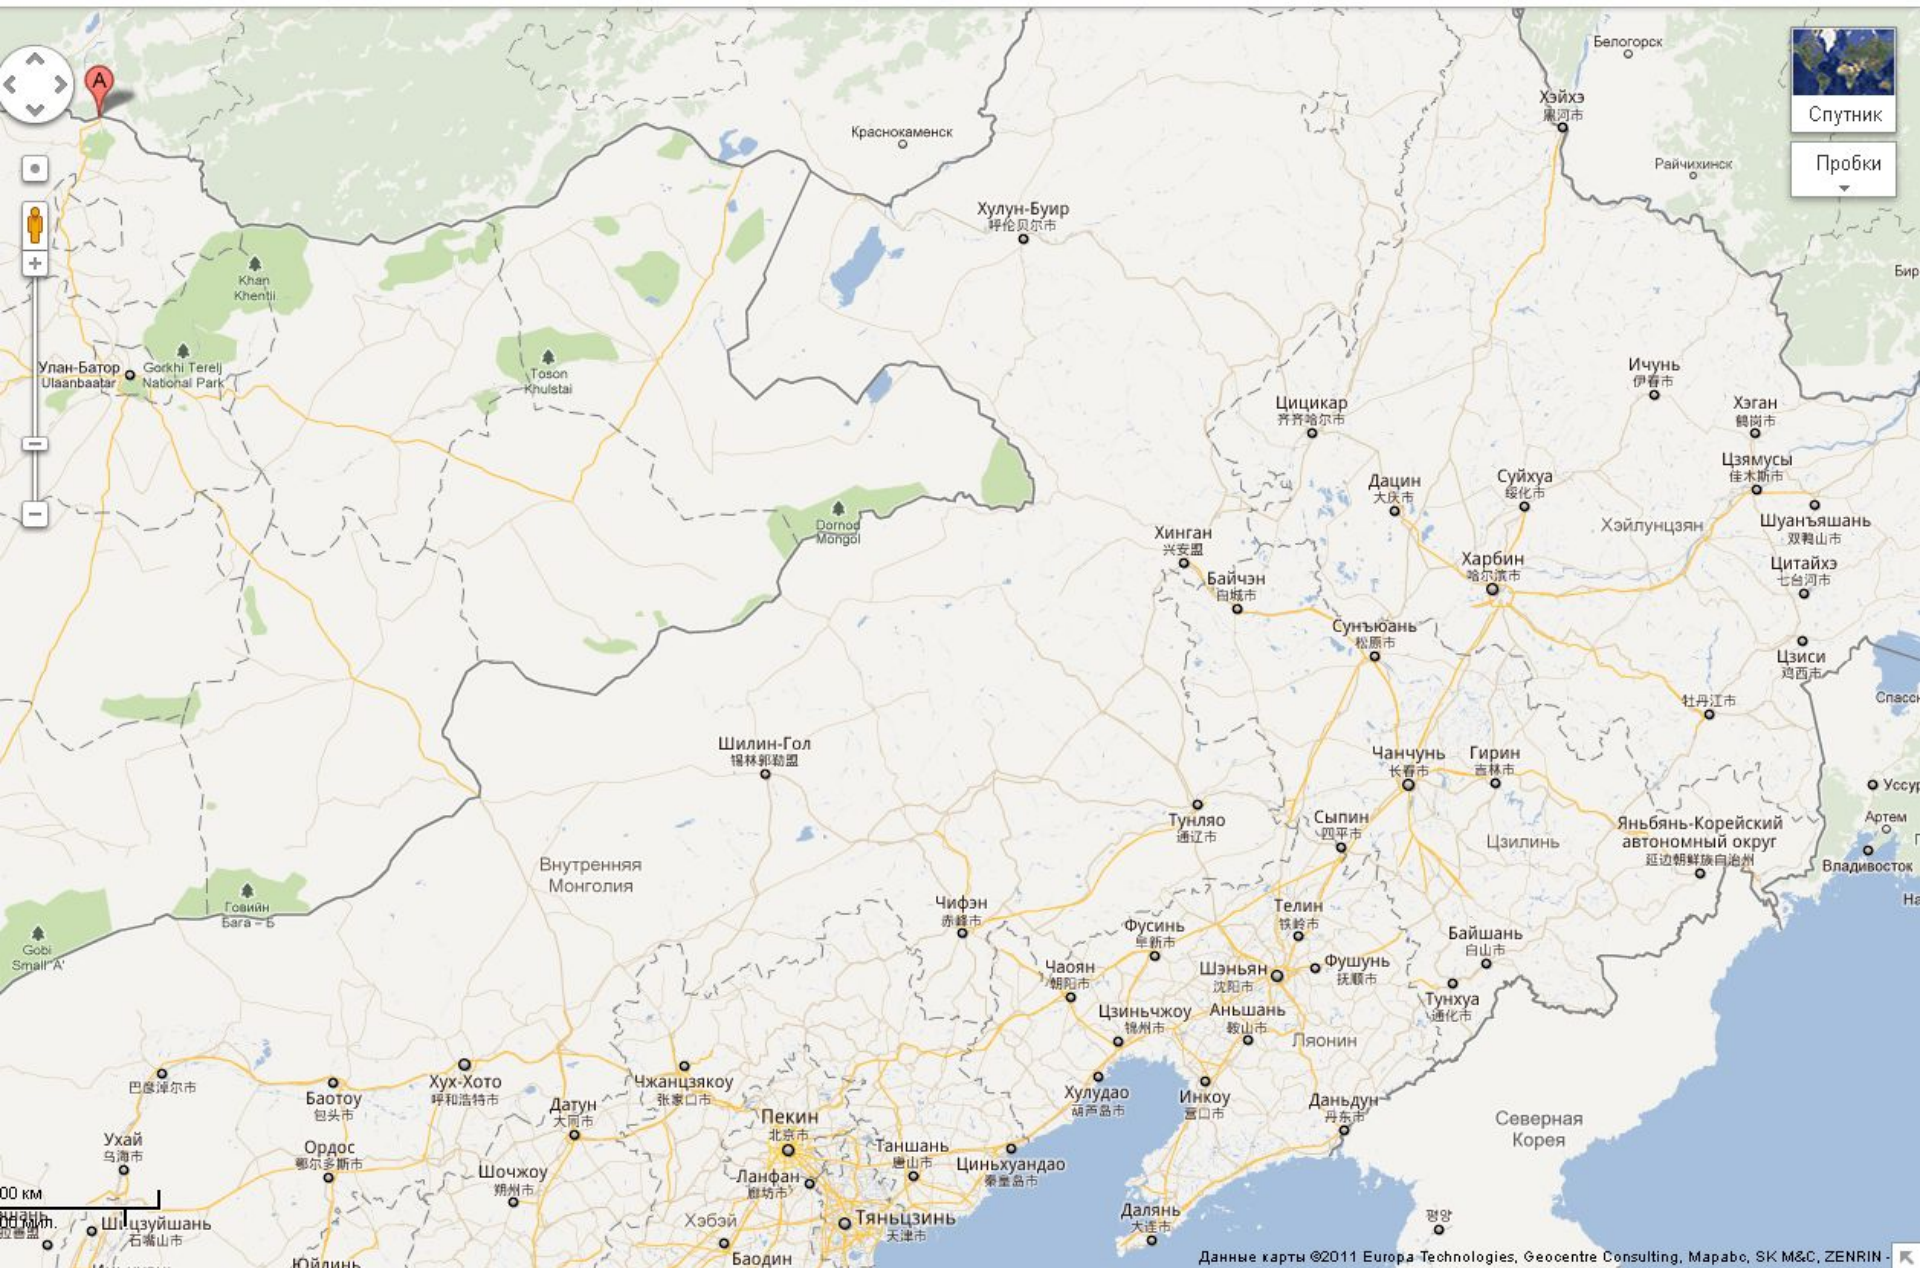 Белогорск
A
Хэйхэ
黑河市
Спутник
Краснокаменск
Райчихинск
Пробки
Хулун-Буир
呼伦贝尔市
Бир
Khan
Khentii
Улан-Батор
Ulaanbaatar
Gorkhi Terelj
National Park
Toson
Khulstai
Ичунь
伊春市
Цицикар
齐齐哈尔市
Хэган
鹤岗市
Цзямусы
佳木斯市
Дацин
大庆市
Суйхуа
绥化市
Хэйлунцзян
Шуанъяшань
双鸭山市
Dornod
Mongol
Хинган
兴安盟
Харбин
哈尔滨市
Цитайхэ
七台河市
Байчэн
白城市
Сунъюань
松原市
Цзиси
鸡西市
Спасск
牡丹江市
Шилин-Гол
锡林郭勒盟
Чанчунь
长春市
Гирин
吉林市
Уссур
Тунляо
通辽市
Сыпин
四平市
Цзилинь
Яньбянь-Корейский
автономный округ
延边朝鲜族自治州
Артем
Владивосток
Внутренняя
Монголия
Говийн
Бага – Б
Чифэн
赤峰市
Телин
铁岭市
На
Gobi
Small "A"
Фусинь
阜新市
Байшань
白山市
Чаоян
朝阳市
Шэньян
沈阳市
Фушунь
抚顺市
Тунхуа
通化市
Цзиньчжоу
锦州市
Аньшань
鞍山市
Ляонин
巴彦淖尔市
Баотоу
包头市
Хух-Хото
呼和浩特市
Чжанцзякоу
张家口市
Хулудао
葫芦岛市
Инкоу
营口市
Даньдун
丹东市
Датун
大同市
Пекин
北京市
Северная
Корея
Ухай
乌海市
Ордос
鄂尔多斯市
Шочжоу
朔州市
Таншань
唐山市
Циньхуандао
秦皇岛市
Ланфан
廊坊市
00 км
00 мил.
Шицзуйшань
石嘴山市
Хэбэй
Тяньцзинь
天津市
Далянь
大连市
평양
Баодин
Юйлинь
Данные карты ©2011 Europa Technologies, Geocentre Consulting, Mapabc, SK M&C, ZENRIN -